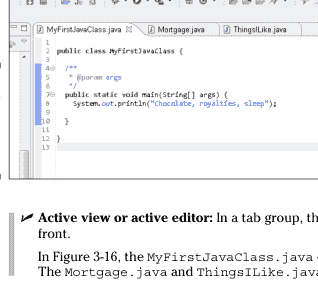 MyFirstJavaClass.java Mortgage.java ThingsILike.java
1
2 public class MyFirstJavaClass {
3
4 /**
5 * @param args
6 */
7 public static void main(String[] args) {
8 System.out.println("Chocolate, royalties, sleep");
9
10 }
11
12 }
13
Active view or active editor: In a tab group, th
front.
In Figure 3-16, the MyFirstJavaClass.java
The Mortgage.java and ThingsILike.java